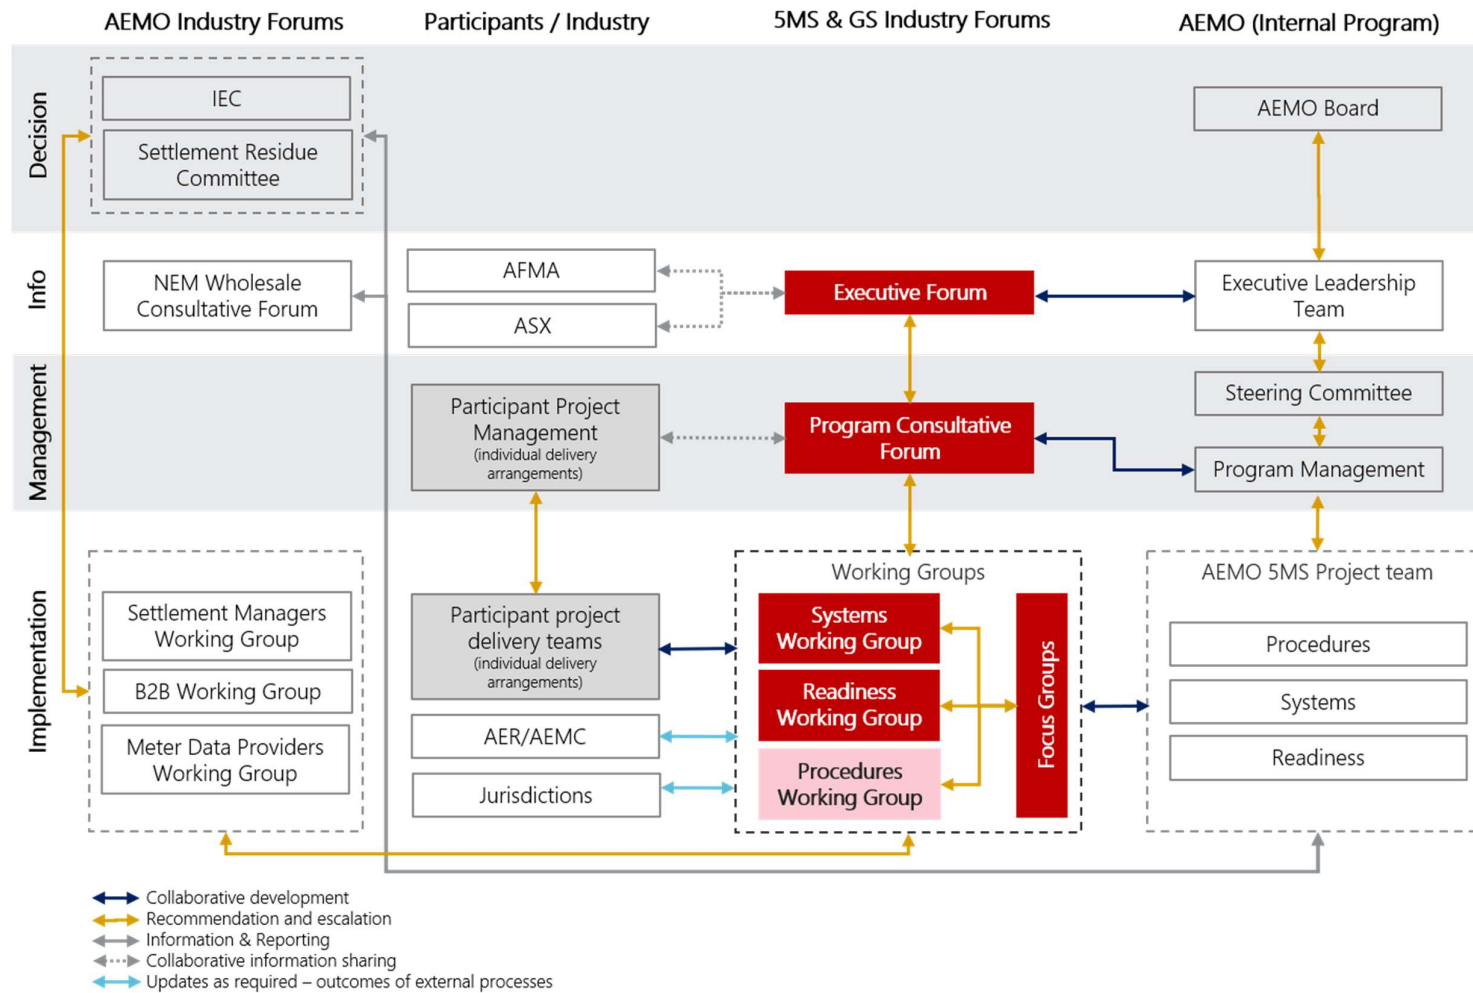 AEMO Industry Forums
Participants / Industry
5MS & GS Industry Forums
AEMO (Internal Program)
Decision
IEC
Settlement Residue
Committee
AEMO Board
Info
NEM Wholesale
Consultative Forum
AFMA
ASX
Executive Forum
Executive Leadership
Team
Management
Participant Project
Management
(individual delivery
arrangements)
Program Consultative
Forum
Steering Committee
Program Management
Implementation
Settlement Managers
Working Group
B2B Working Group
Meter Data Providers
Working Group
Participant project
delivery teams
(individual delivery
arrangements)
AER/AEMC
Jurisdictions
Working Groups
Systems
Working Group
Readiness
Working Group
Procedures
Working Group
Focus Groups
AEMO 5MS Project team
Procedures
Systems
Readiness
Collaborative development
Recommendation and escalation
Information & Reporting
Collaborative information sharing
Updates as required – outcomes of external processes